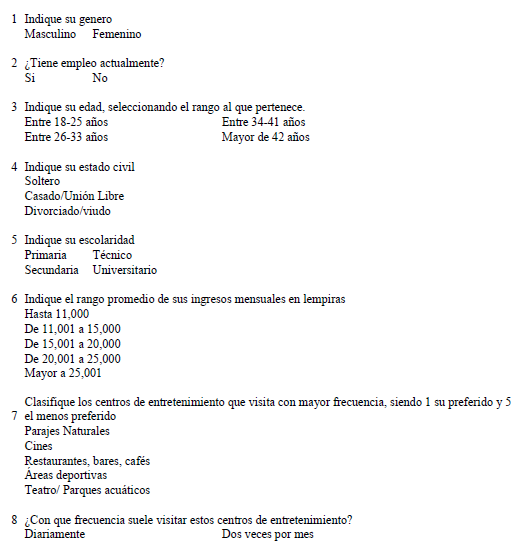 1 Indique su genero
Masculino Femenino
2 ¿Tiene empleo actualmente?
Si No
3 Indique su edad, seleccionando el rango al que pertenece.
Entre 18-25 años Entre 34-41 años
Entre 26-33 años Mayor de 42 años
4 Indique su estado civil
Soltero
Casado/Unión Libre
Divorciado/viudo
5 Indique su escolaridad
Primaria Técnico
Secundaria Universitario
6 Indique el rango promedio de sus ingresos mensuales en lempiras
Hasta 11,000
De 11,001 a 15,000
De 15,001 a 20,000
De 20,001 a 25,000
Mayor a 25,001
Clasifique los centros de entretenimiento que visita con mayor frecuencia, siendo 1 su preferido y 5
7 el menos preferido
Parajes Naturales
Cines
Restaurantes, bares, cafés
Áreas deportivas
Teatro/ Parques acuáticos
8 ¿Con que frecuencia suele visitar estos centros de entretenimiento?
Diariamente Dos veces por mes